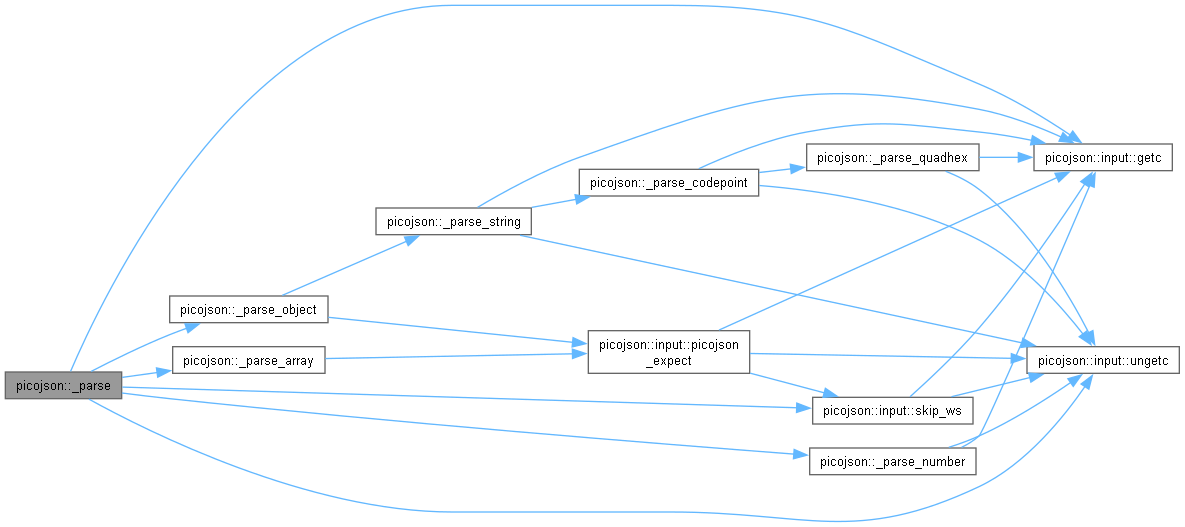 picojson::_parse_quadhex
picojson::input::getc
picojson::_parse_codepoint
picojson::_parse_string
picojson::_parse_object
picojson::input::picojson
_expect
picojson::_parse_array
picojson::input::ungetc
picojson::_parse
picojson::input::skip_ws
picojson::_parse_number